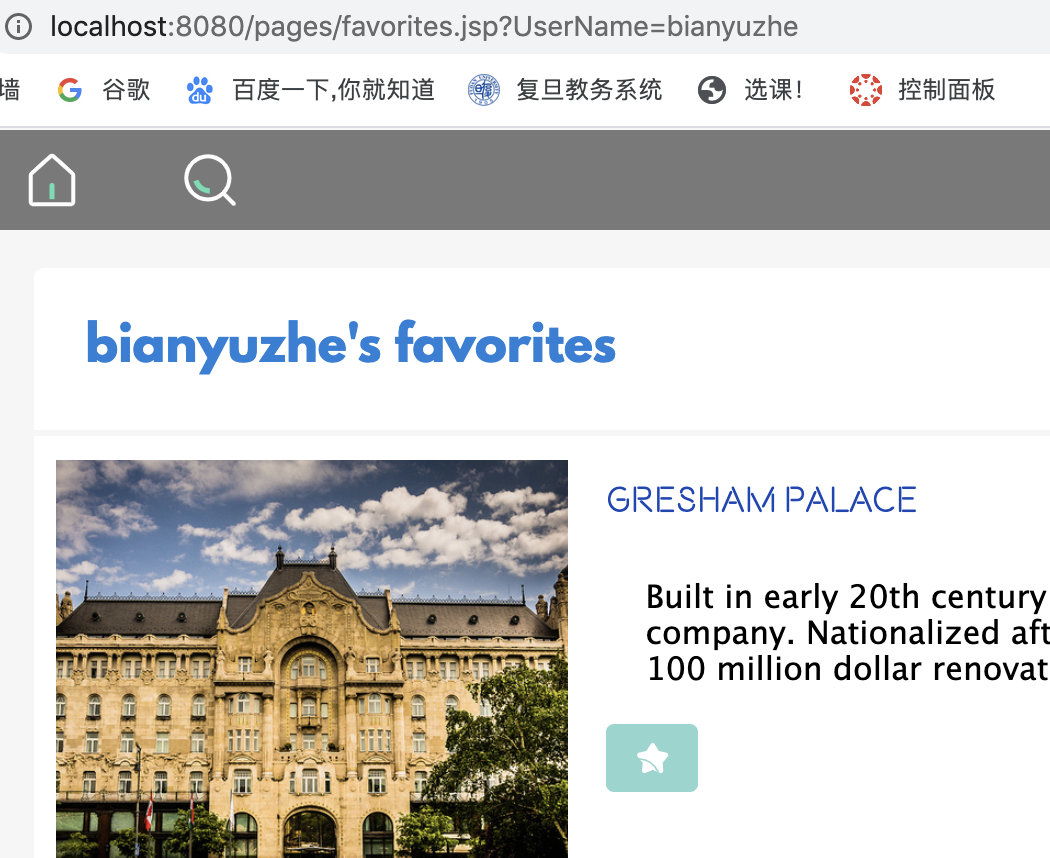 localhost:8080/pages/favorites.jsp?UserName=bianyuzhe
墙 谷歌 百度一下,你就知道 复旦教务系统 选课! 控制面板
bianyuzhe's favorites
GRESHAM PALACE
Built in early 20th century
company. Nationalized aft
100 million dollar renovat